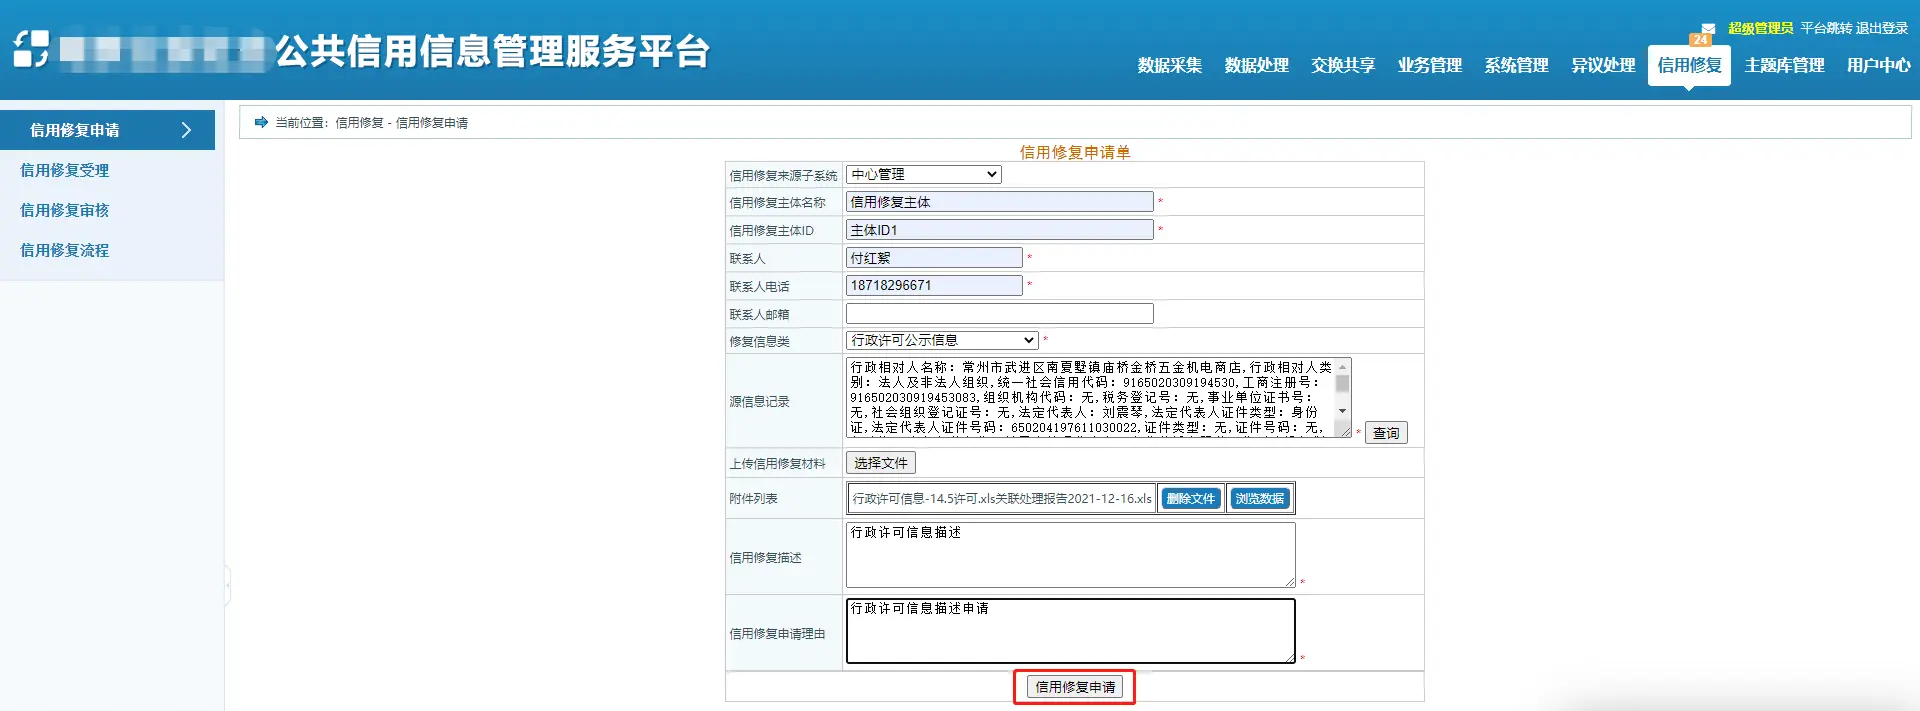 公共信用信息管理服务平台
24
超级管理员 平台跳转 退出登录
数据采集 数据处理 交换共享 业务管理 系统管理 异议处理 信用修复 主题库管理 用户中心
信用修复申请
信用修复受理
信用修复审核
信用修复流程
当前位置：信用修复 - 信用修复申请
信用修复申请单
信用修复来源子系统 中心管理
信用修复主体名称 信用修复主体 *
信用修复主体ID 主体ID1 *
联系人 付红絮 *
联系人电话 18718296671 *
联系人邮箱
修复信息类 行政许可公示信息 *
源信息记录
行政相对人名称：常州市武进区南夏墅镇庙桥金桥五金机电商店,行政相对人类
别：法人及非法人组织,统一社会信用代码：9165020309194530,工商注册号：
916502030919453083,组织机构代码：无,税务登记号：无,事业单位证书号：
无,社会组织登记证号：无,法定代表人：刘震琴,法定代表人证件类型：身份
证,法定代表人证件号码：650204197611030022,证件类型：无,证件号码：无,
* 查询
上传信用修复材料 选择文件
附件列表 行政许可信息-14.5许可.xls关联处理报告2021-12-16.xls 删除文件 浏览数据
信用修复描述 行政许可信息描述 *
信用修复申请理由 行政许可信息描述申请 *
信用修复申请